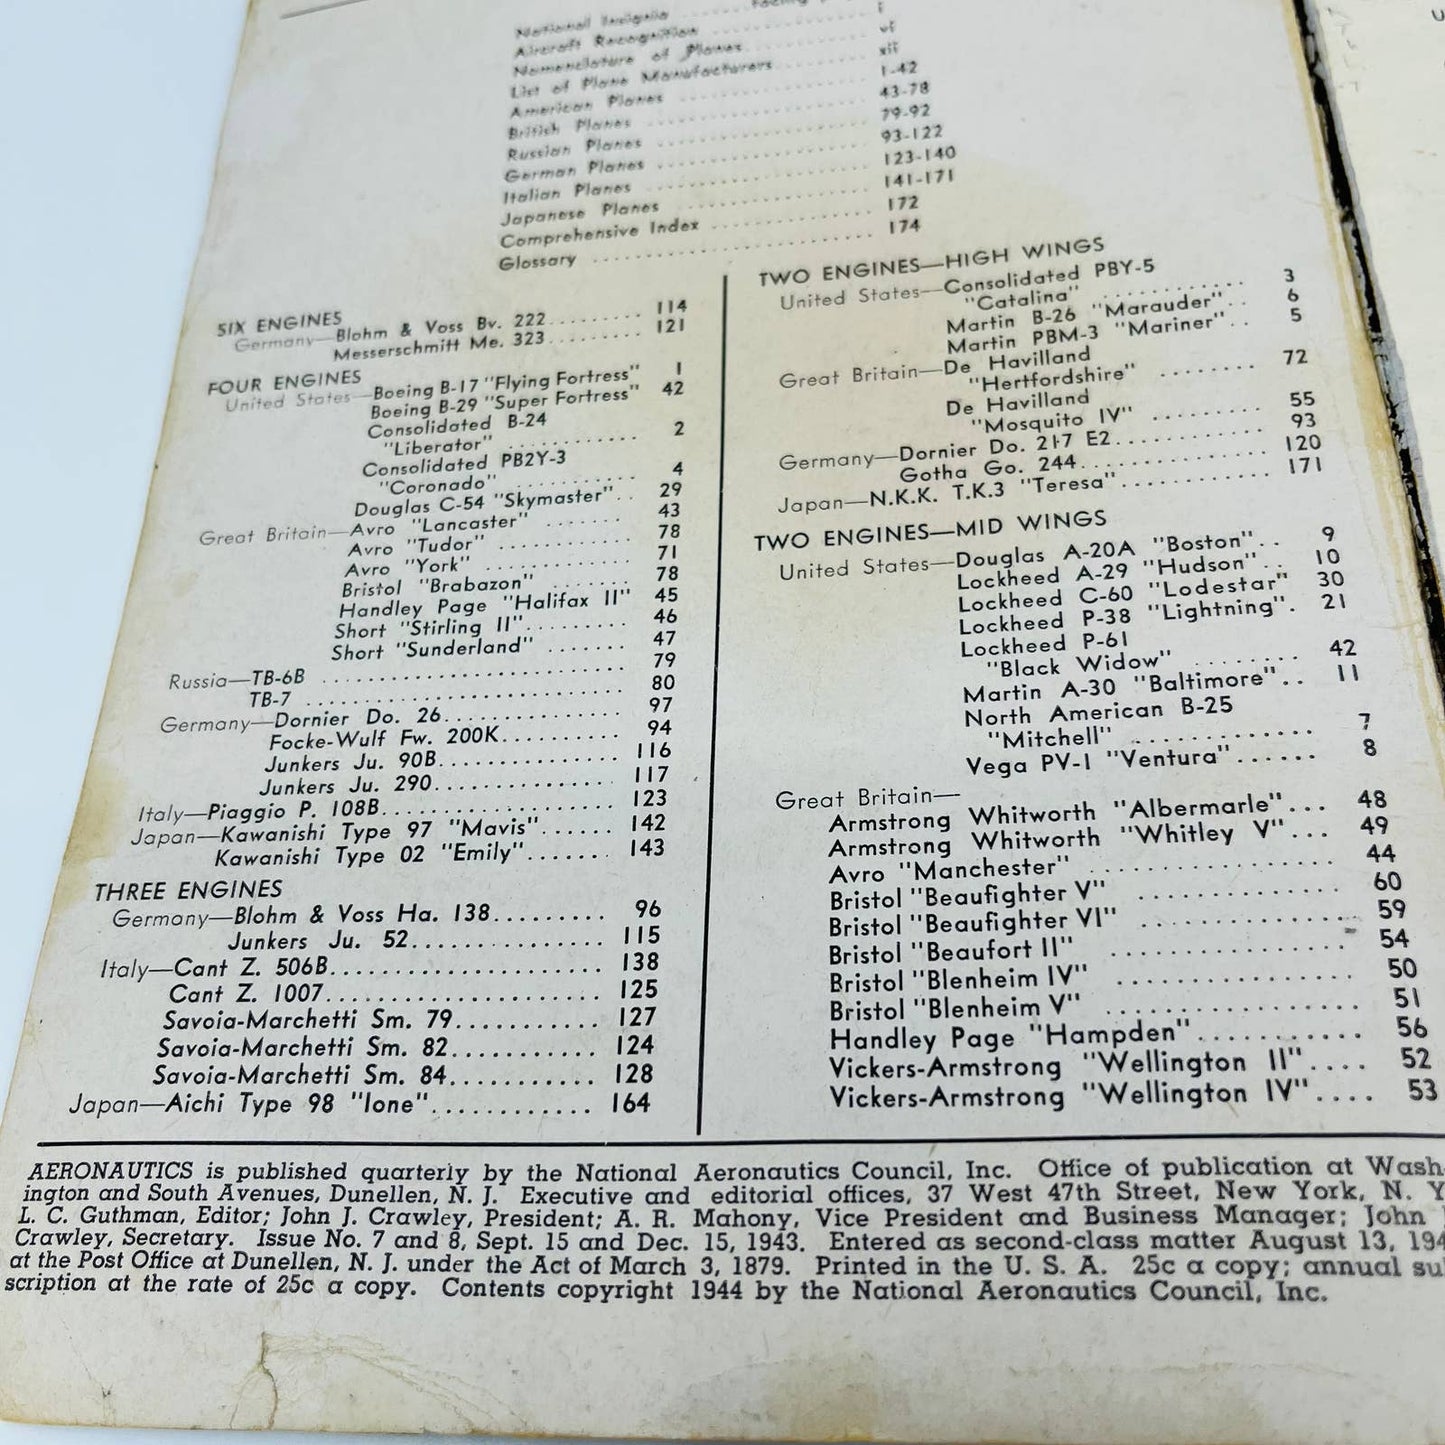 National Insignia ........ facing
Aircraft Recognition ........ i
Nomenclature of Planes ........ vi
List of Plane Manufacturers ........ xii
American Planes ........ 1-42
British Planes ........ 43-78
Russian Planes ........ 79-92
German Planes ........ 93-122
Italian Planes ........ 123-140
Japanese Planes ........ 141-171
Comprehensive Index ........ 172
Glossary ........ 174
SIX ENGINES
Germany—Blohm & Voss Bv. 222......... 114
Messerschmitt Me. 323......... 121
FOUR ENGINES
United States—Boeing B-17 "Flying Fortress" 1
Boeing B-29 "Super Fortress" 42
Consolidated B-24
"Liberator" ............ 2
Consolidated PB2Y-3
"Coronado" ............ 4
Douglas C-54 "Skymaster".. 29
Great Britain—Avro "Lancaster" ....... 43
Avro "Tudor" ............ 78
Avro "York" ............. 71
Bristol "Brabazon" ....... 78
Handley Page "Halifax II" 45
Short "Stirling II"......... 46
Short "Sunderland" ....... 47
Russia—TB-6B ............ 79
TB-7 ............ 80
Germany—Dornier Do. 26.............. 97
Focke-Wulf Fw. 200K.......... 94
Junkers Ju. 90B............... 116
Junkers Ju. 290............... 117
Italy—Piaggio P. 108B................ 123
Japan—Kawanishi Type 97 "Mavis"...... 142
Kawanishi Type 02 "Emily"....... 143
THREE ENGINES
Germany—Blohm & Voss Ha. 138......... 96
Junkers Ju. 52............... 115
Italy—Cant Z. 506B..................... 138
Cant Z. 1007..................... 125
Savoia-Marchetti Sm. 79........... 127
Savoia-Marchetti Sm. 82........... 124
Savoia-Marchetti Sm. 84........... 128
Japan—Aichi Type 98 "Ione"............ 164
TWO ENGINES—HIGH WINGS
United States—Consolidated PBY-5
"Catalina" ............ 3
Martin B-26 "Marauder".. 6
Martin PBM-3 "Mariner".. 5
Great Britain—De Havilland
"Hertfordshire" ........ 72
De Havilland
"Mosquito IV" ......... 55
Germany—Dornier Do. 217 E2............ 93
Gotha Go. 244............... 120
Japan—N.K.K. T.K.3 "Teresa"............ 171
TWO ENGINES—MID WINGS
United States—Douglas A-20A "Boston".. 9
Lockheed A-29 "Hudson".. 10
Lockheed C-60 "Lodestar" 30
Lockheed P-38 "Lightning". 21
Lockheed P-61
"Black Widow" ........ 42
Martin A-30 "Baltimore".. 11
North American B-25
"Mitchell" ............. 7
Vega PV-1 "Ventura"...... 8
Great Britain—
Armstrong Whitworth "Albermarle"... 48
Armstrong Whitworth "Whitley V"... 49
Avro "Manchester" ................ 44
Bristol "Beaufighter V" ............. 60
Bristol "Beaufighter VI" ............. 59
Bristol "Beaufort II" .............. 54
Bristol "Blenheim IV" .............. 50
Bristol "Blenheim V" ............... 51
Handley Page "Hampden"........... 56
Vickers-Armstrong "Wellington II".... 52
Vickers-Armstrong "Wellington IV".... 53
AERONAUTICS is published quarterly by the National Aeronautics Council, Inc. Office of publication at Wash-
ington and South Avenues, Dunellen, N. J. Executive and editorial offices, 37 West 47th Street, New York, N. Y
L. C. Guthman, Editor; John J. Crawley, President; A. R. Mahony, Vice President and Business Manager; John
Crawley, Secretary. Issue No. 7 and 8, Sept. 15 and Dec. 15, 1943. Entered as second-class matter August 13, 194
at the Post Office at Dunellen, N. J. under the Act of March 3, 1879. Printed in the U. S. A. 25c a copy; annual su
scription at the rate of 25c a copy. Contents copyright 1944 by the National Aeronautics Council, Inc.